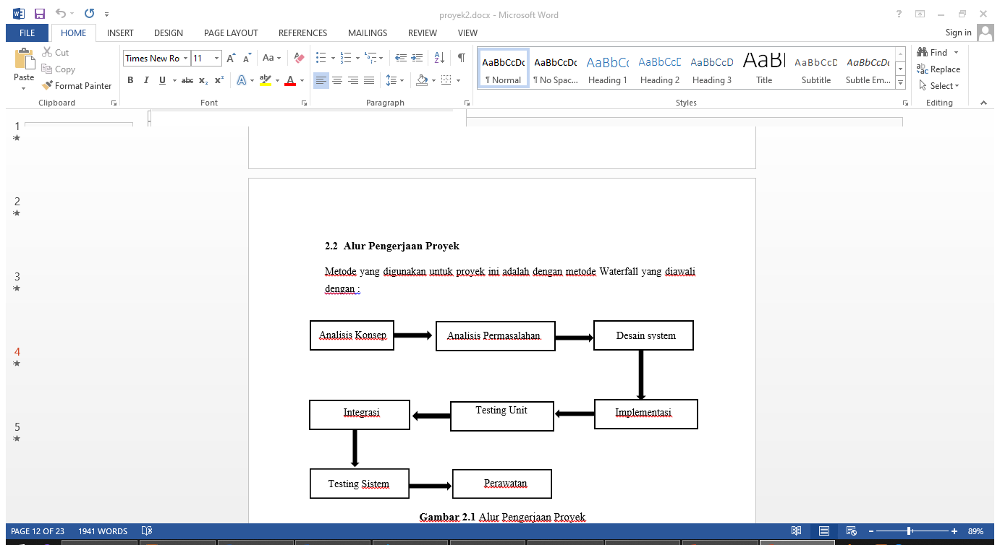 proyek2.docx - Microsoft Word
?
FILE HOME INSERT DESIGN PAGE LAYOUT REFERENCES MAILINGS REVIEW VIEW
Sign in
Paste
Cut
Copy
Format Painter
Clipboard
Times New Ro 11
Aa
B I U abc x₂ x²
A
Font
Paragraph
AaBbCcDc ¶ Normal
AaBbCcDc ¶ No Spac...
AaBbCc Heading 1
AaBbCcD Heading 2
AaBbCcD Heading 3
AaBl Title
AaBbCcD Subtitle
AaBbCcDc Subtle Em...
Styles
Find
Replace
Select
Editing
1
2
3
4
5
2.2 Alur Pengerjaan Proyek
Metode yang digunakan untuk proyek ini adalah dengan metode Waterfall yang diawali
dengan :
Analisis Konsep
Analisis Permasalahan
Desain system
Implementasi
Testing Unit
Integrasi
Testing Sistem
Perawatan
Gambar 2.1 Alur Pengerjaan Proyek
PAGE 12 OF 23 1941 WORDS
89%